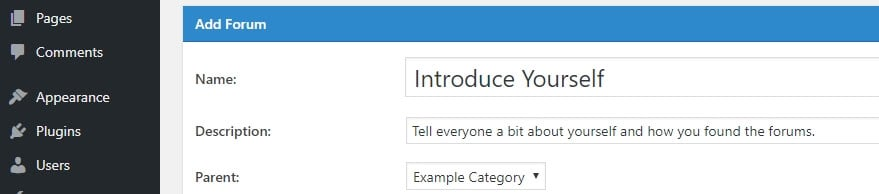 Pages
Comments
Appearance
Plugins
Users
Add Forum
Name: Introduce Yourself
Description: Tell everyone a bit about yourself and how you found the forums.
Parent: Example Category